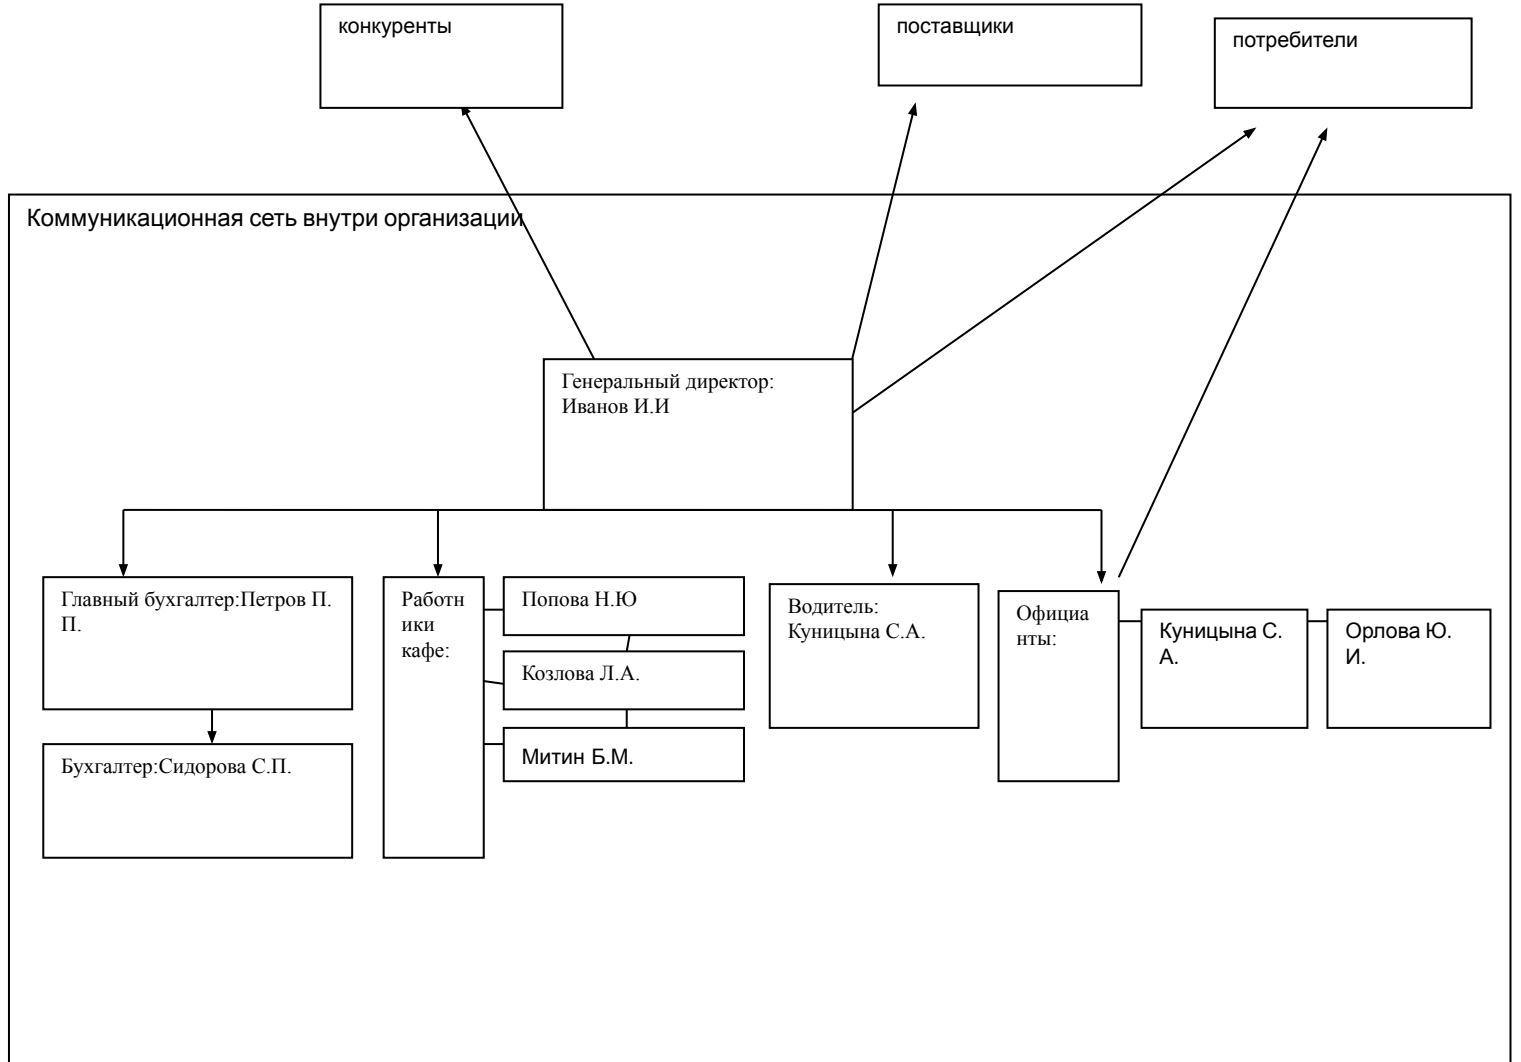 конкуренты
поставщики
потребители
Коммуникационная сеть внутри организации
Генеральный директор:
Иванов И.И
Главный бухгалтер:Петров П.
П.
Бухгалтер:Сидорова С.П.
Работн
ики
кафе:
Попова Н.Ю
Козлова Л.А.
Митин Б.М.
Водитель:
Куницына С.А.
Официа
нты:
Куницына С.
А.
Орлова Ю.
И.